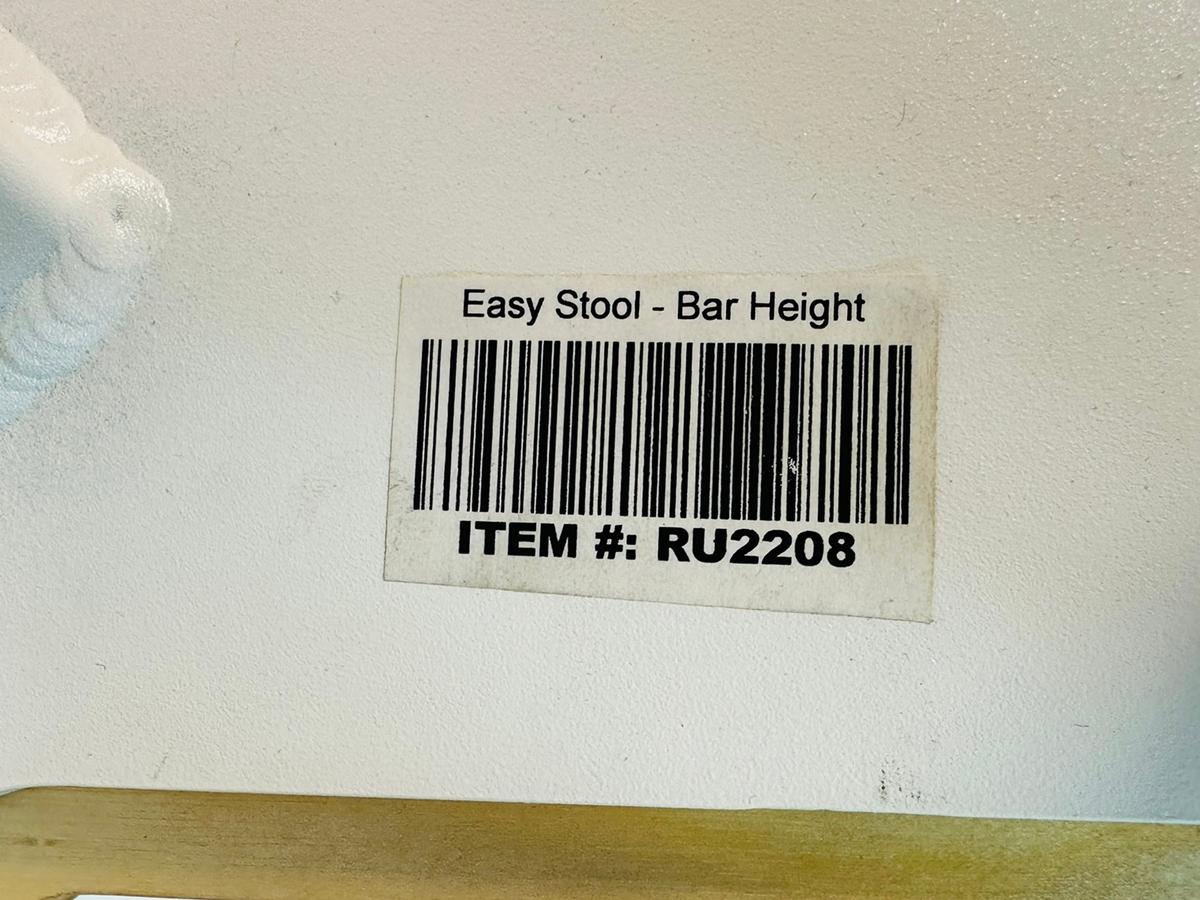 Easy Stool - Bar Height
ITEM #: RU2208